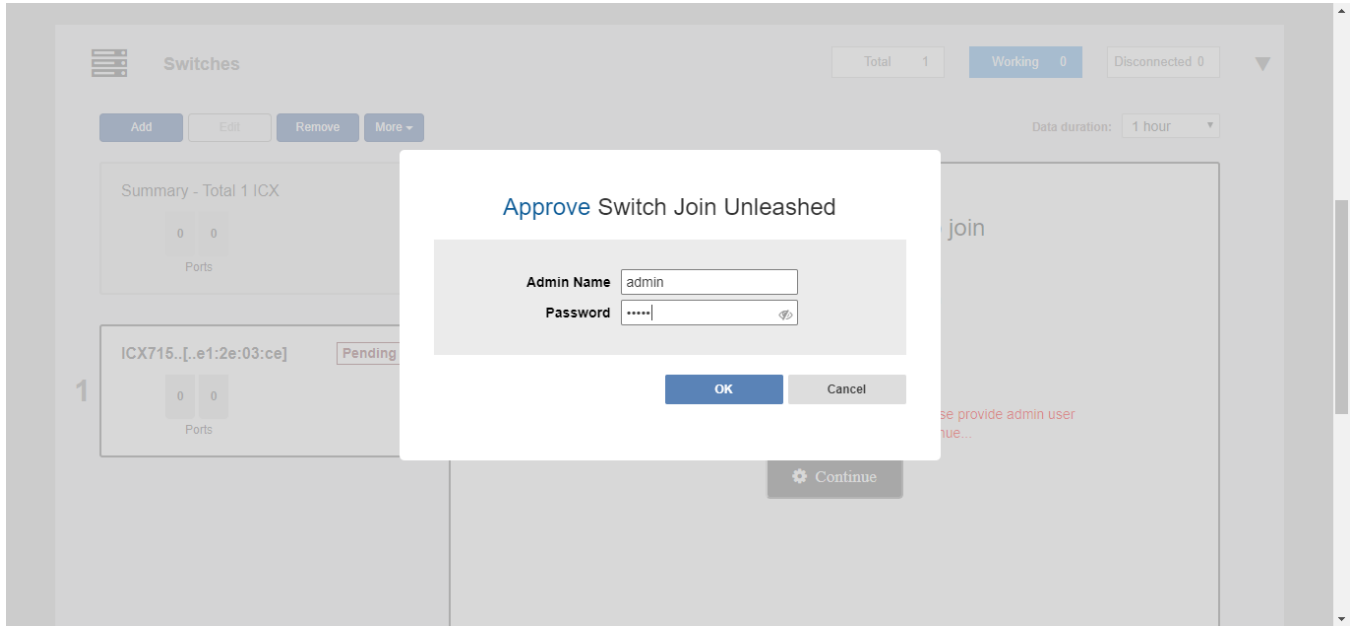 Switches
Total 1
Working 0
Disconnected 0
Add
Edit
Remove
More
Data duration: 1 hour
Summary - Total 1 ICX
0 0
Ports
Approve Switch Join Unleashed
join
Admin Name admin
Password •••••
ICX715..[..e1:2e:03:ce]
Pending
1
0 0
Ports
OK
Cancel
provide admin user
Continue